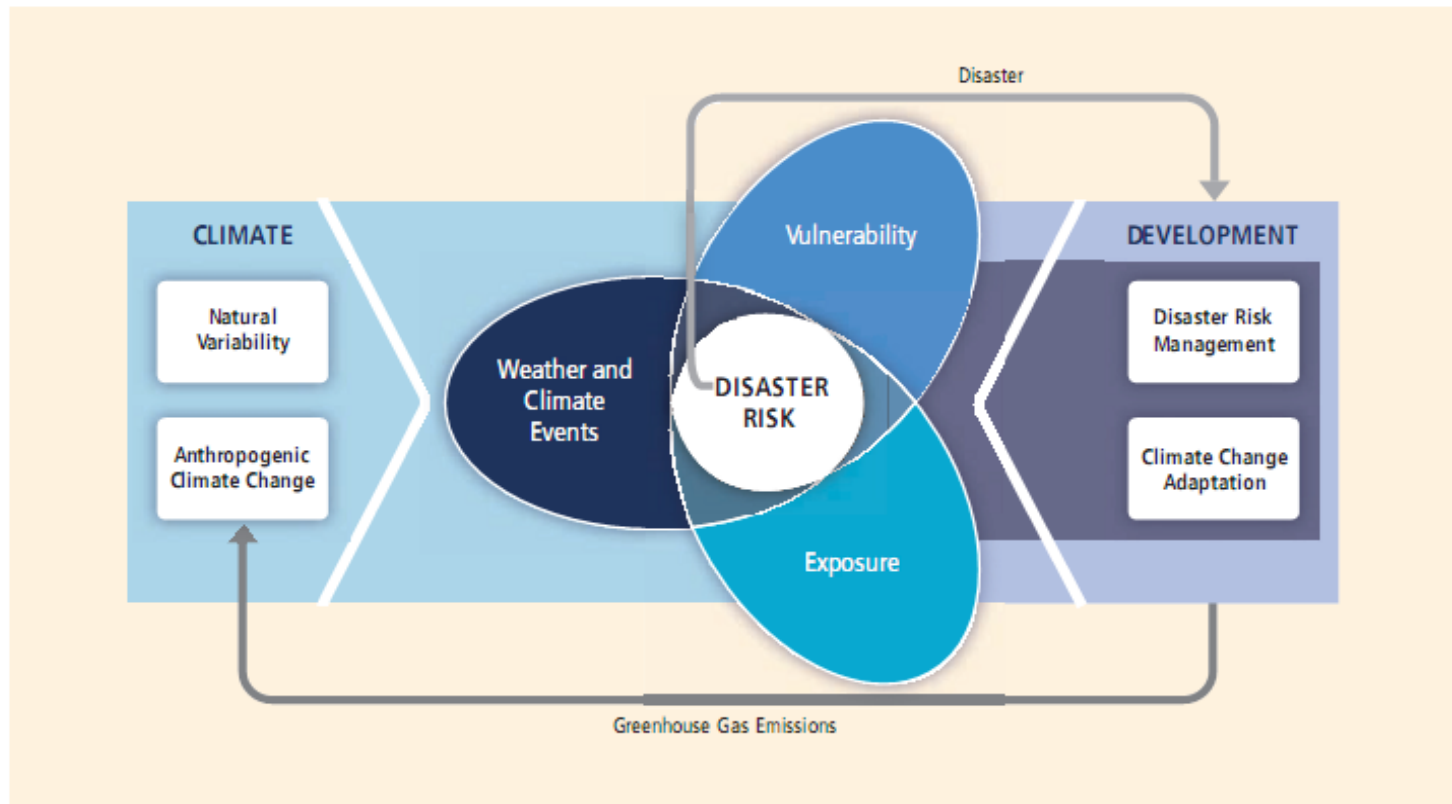 Disaster
CLIMATE
Natural
Variability
Anthropogenic
Climate Change
Weather and
Climate
Events
Vulnerability
DISASTER
RISK
Exposure
DEVELOPMENT
Disaster Risk
Management
Climate Change
Adaptation
Greenhouse Gas Emissions